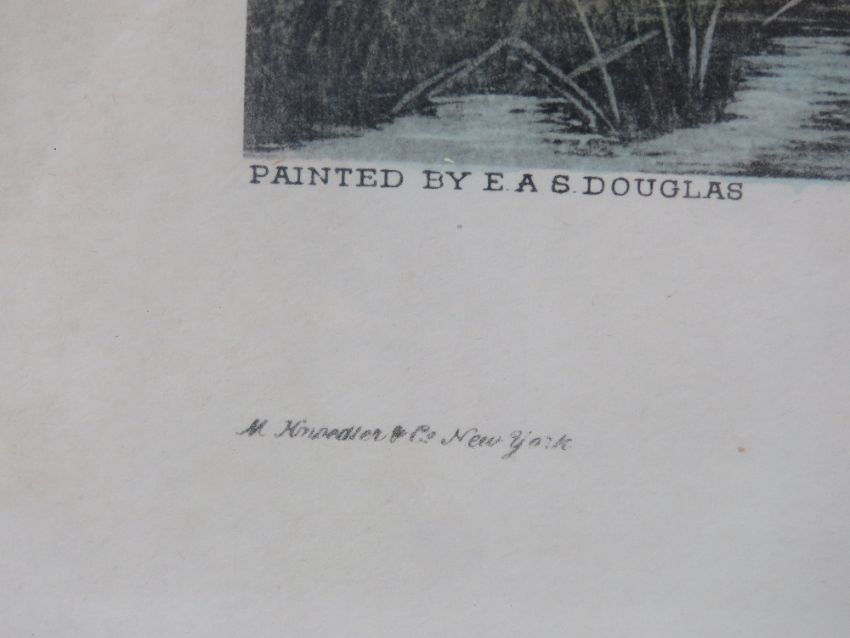 PAINTED BY E.A.S. DOUGLAS
M. Knoedler & Co New York